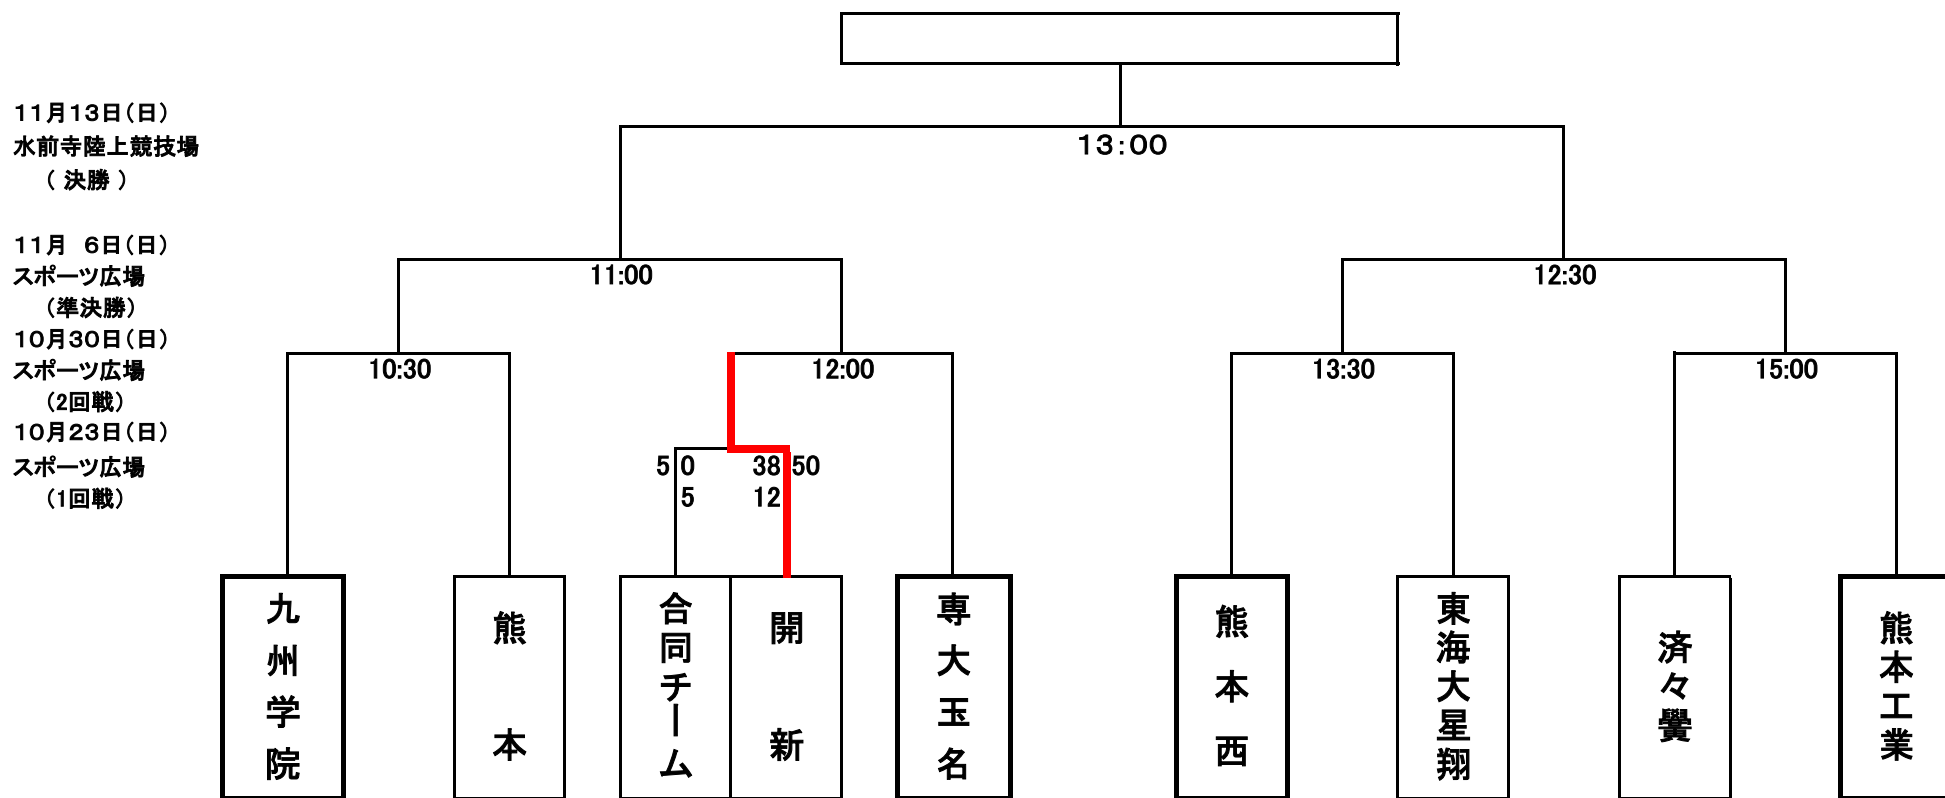 １１月１３日（日）
水前寺陸上競技場
（ 決勝 ）
１３：００
１１月　６日（日）
スポーツ広場
（準決勝）
11:00
12:30
１０月３０日（日）
スポーツ広場
（2回戦）
10:30
12:00
13:30
15:00
１０月２３日（日）
スポーツ広場
（1回戦）
5 0 38 50
5 12
九州学院
熊本
合同チーム
開新
専大玉名
熊本西
東海大星翔
済々黌
熊本工業